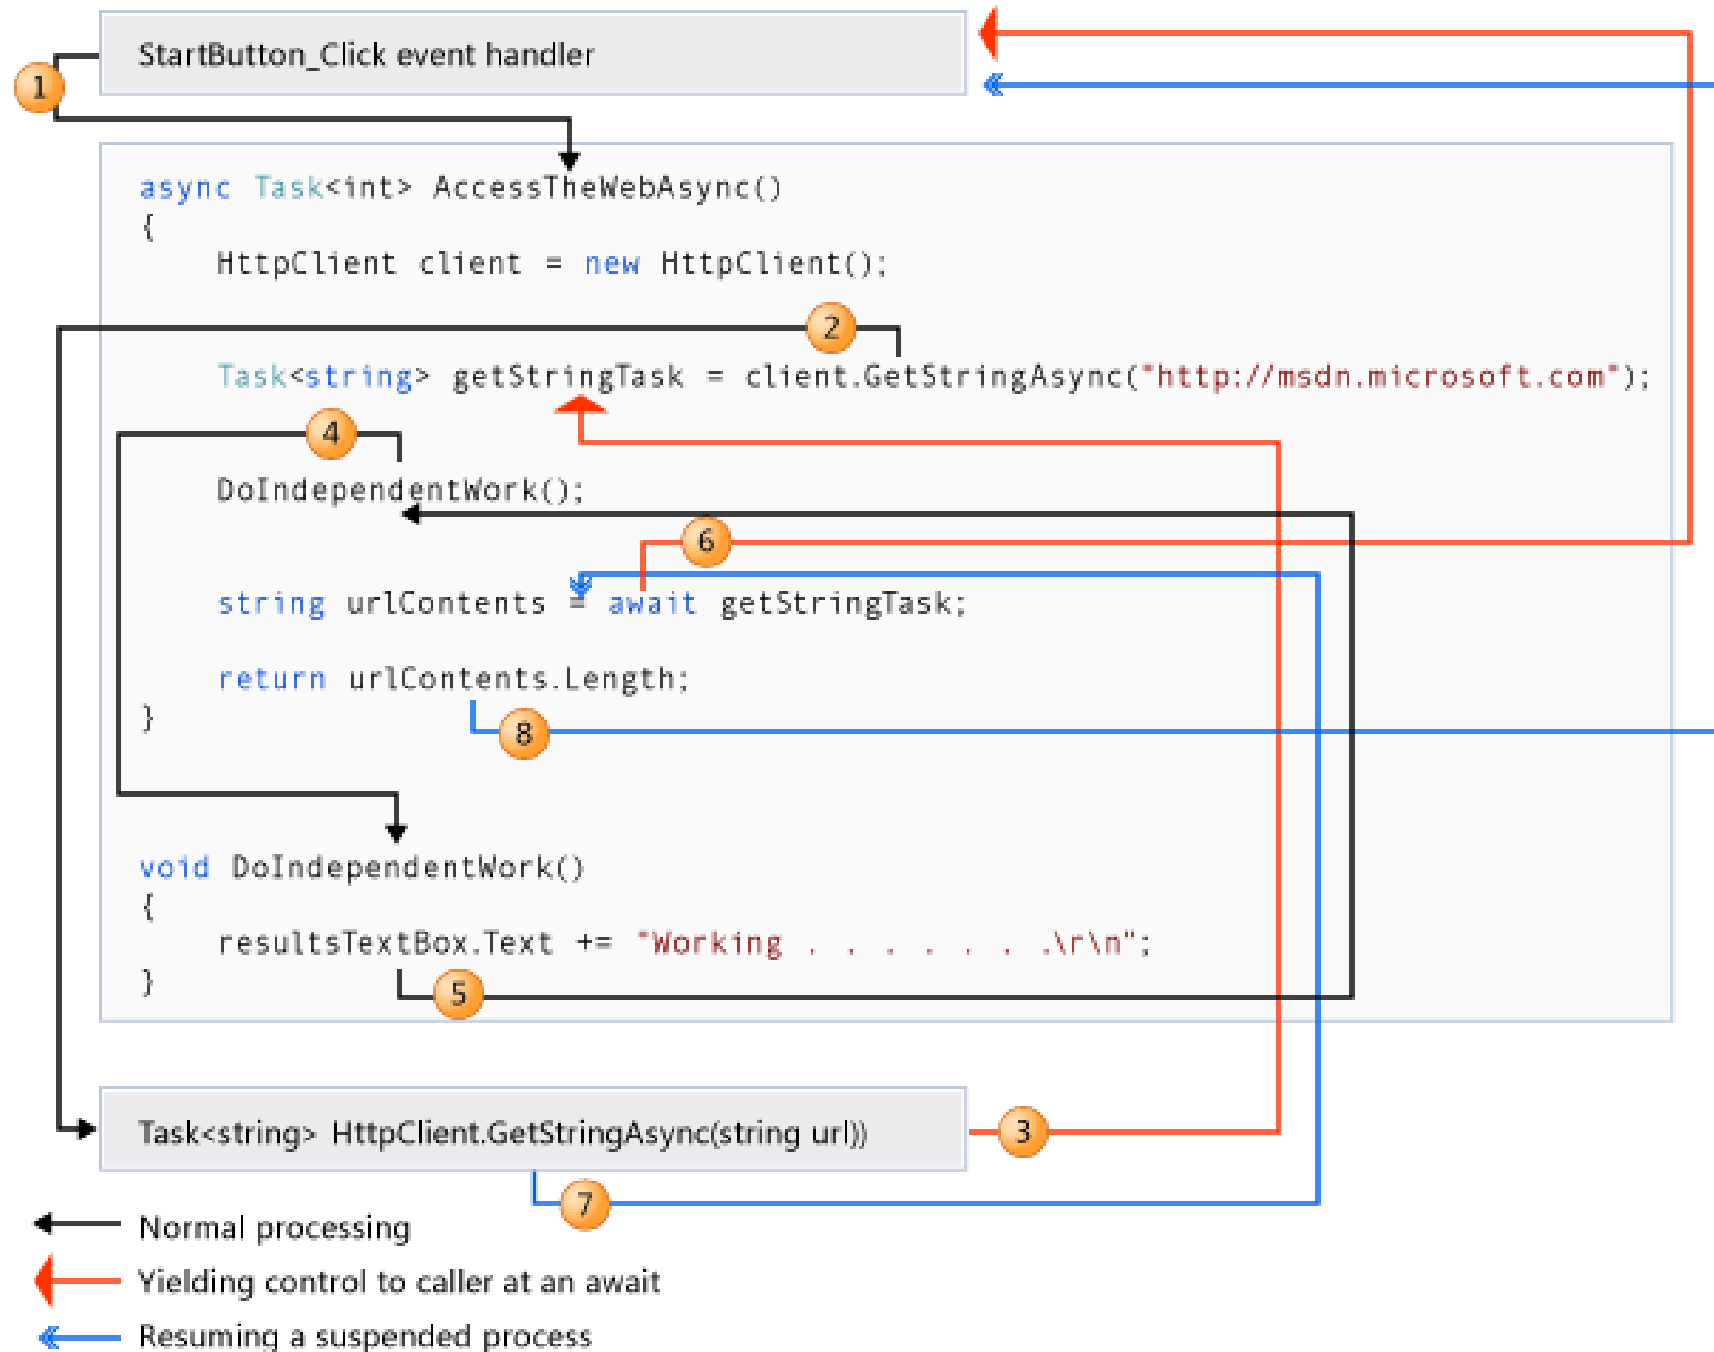 StartButton_Click event handler
1
async Task<int> AccessTheWebAsync()
{
HttpClient client = new HttpClient();
2
Task<string> getStringTask = client.GetStringAsync("http://msdn.microsoft.com");
4
DoIndependentWork();
6
string urlContents = await getStringTask;
return urlContents.Length;
}
8
void DoIndependentWork()
{
resultsTextBox.Text += "Working . . . . . . .\r\n";
}
5
Task<string> HttpClient.GetStringAsync(string url))
3
7
Normal processing
Yielding control to caller at an await
Resuming a suspended process